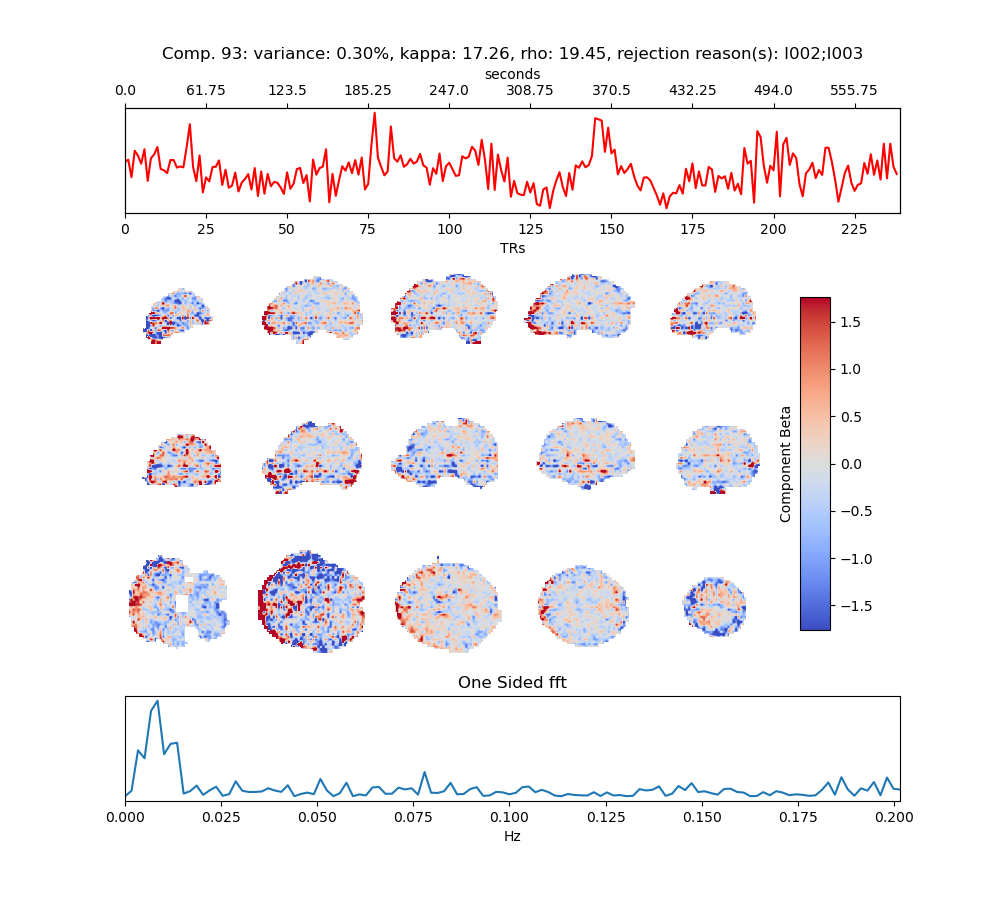 Comp. 93: variance: 0.30%, kappa: 17.26, rho: 19.45, rejection reason(s): I002;I003
seconds
0.0 61.75 123.5 185.25 247.0 308.75 370.5 432.25 494.0 555.75
0 25 50 75 100 125 150 175 200 225
TRs
1.5
1.0
0.5
0.0
−0.5
−1.0
−1.5
Component Beta
One Sided fft
0.000 0.025 0.050 0.075 0.100 0.125 0.150 0.175 0.200
Hz